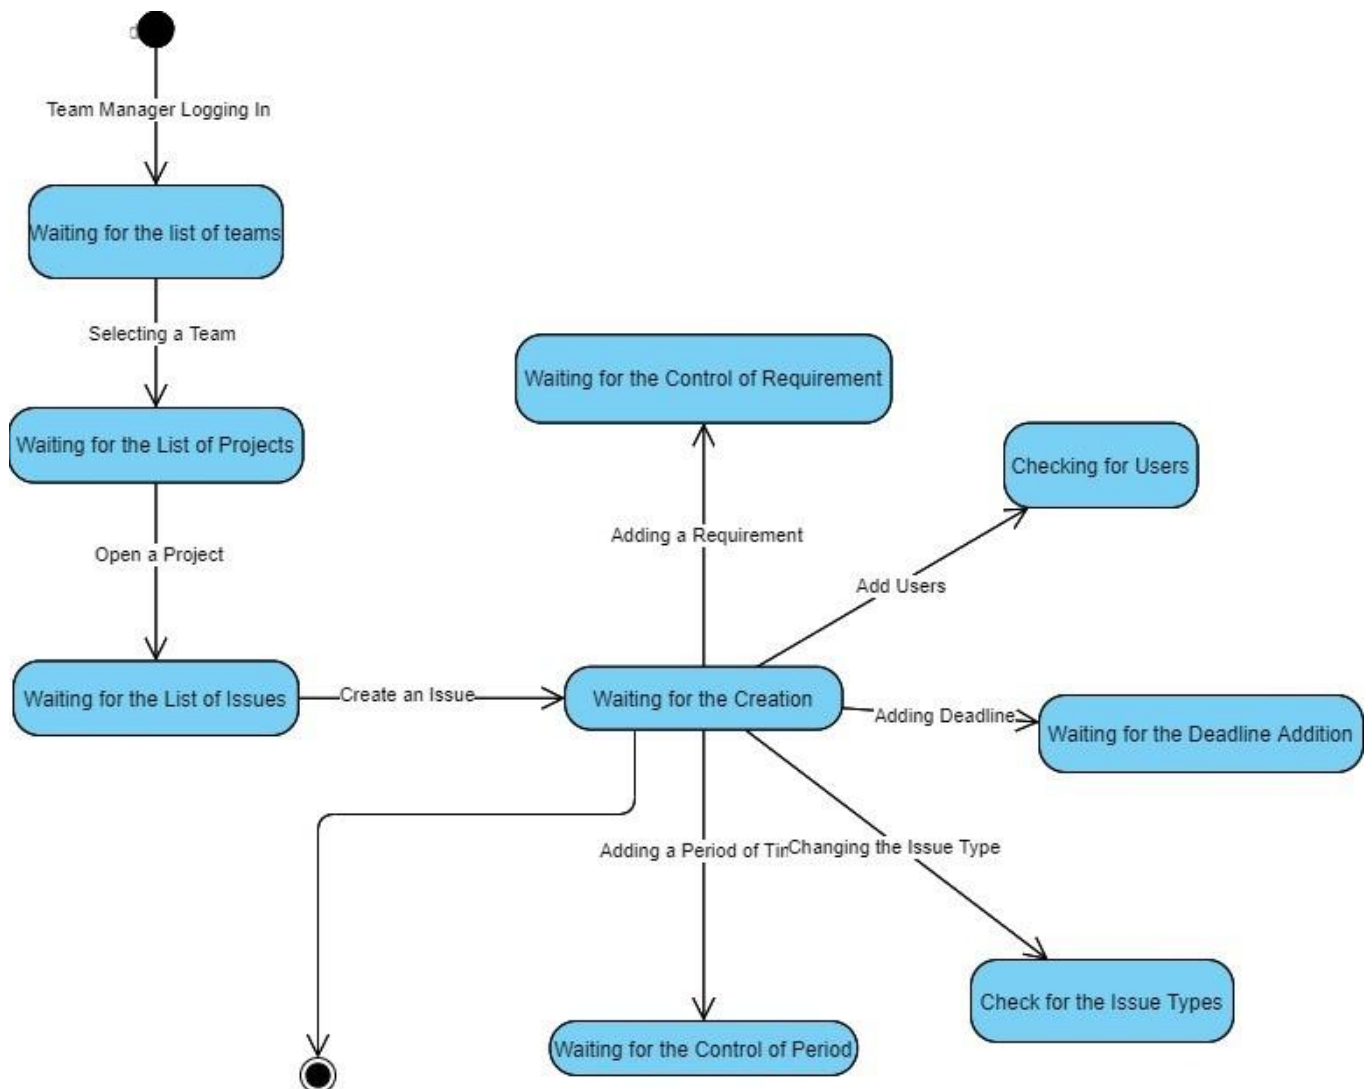 Team Manager Logging In
Waiting for the list of teams
Selecting a Team
Waiting for the Control of Requirement
Waiting for the List of Projects
Checking for Users
Adding a Requirement
Open a Project
Add Users
Waiting for the List of Issues
Create an Issue
Waiting for the Creation
Adding Deadline
Waiting for the Deadline Addition
Adding a Period of
Changing the Issue Type
Check for the Issue Types
Waiting for the Control of Period